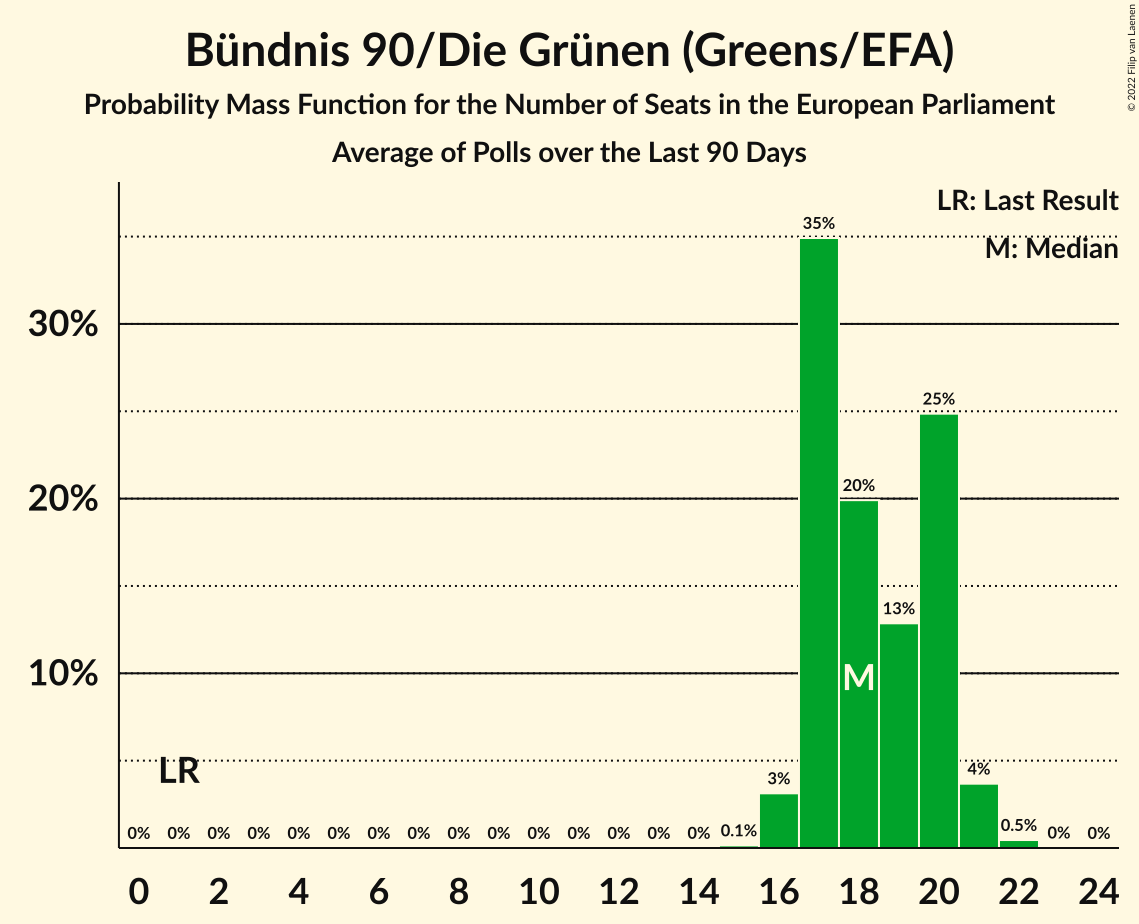 Bündnis 90/Die Grünen (Greens/EFA)
Probability Mass Function for the Number of Seats in the European Parliament
Average of Polls over the Last 90 Days
© 2022 Filip van Laenen
LR: Last Result
M: Median
35%
30%
25%
20%
20%
13%
10%
M
LR
3%
4%
0% 0% 0% 0% 0% 0% 0% 0% 0% 0% 0% 0% 0% 0% 0% 0.1% 0.5% 0% 0%
0 2 4 6 8 10 12 14 16 18 20 22 24